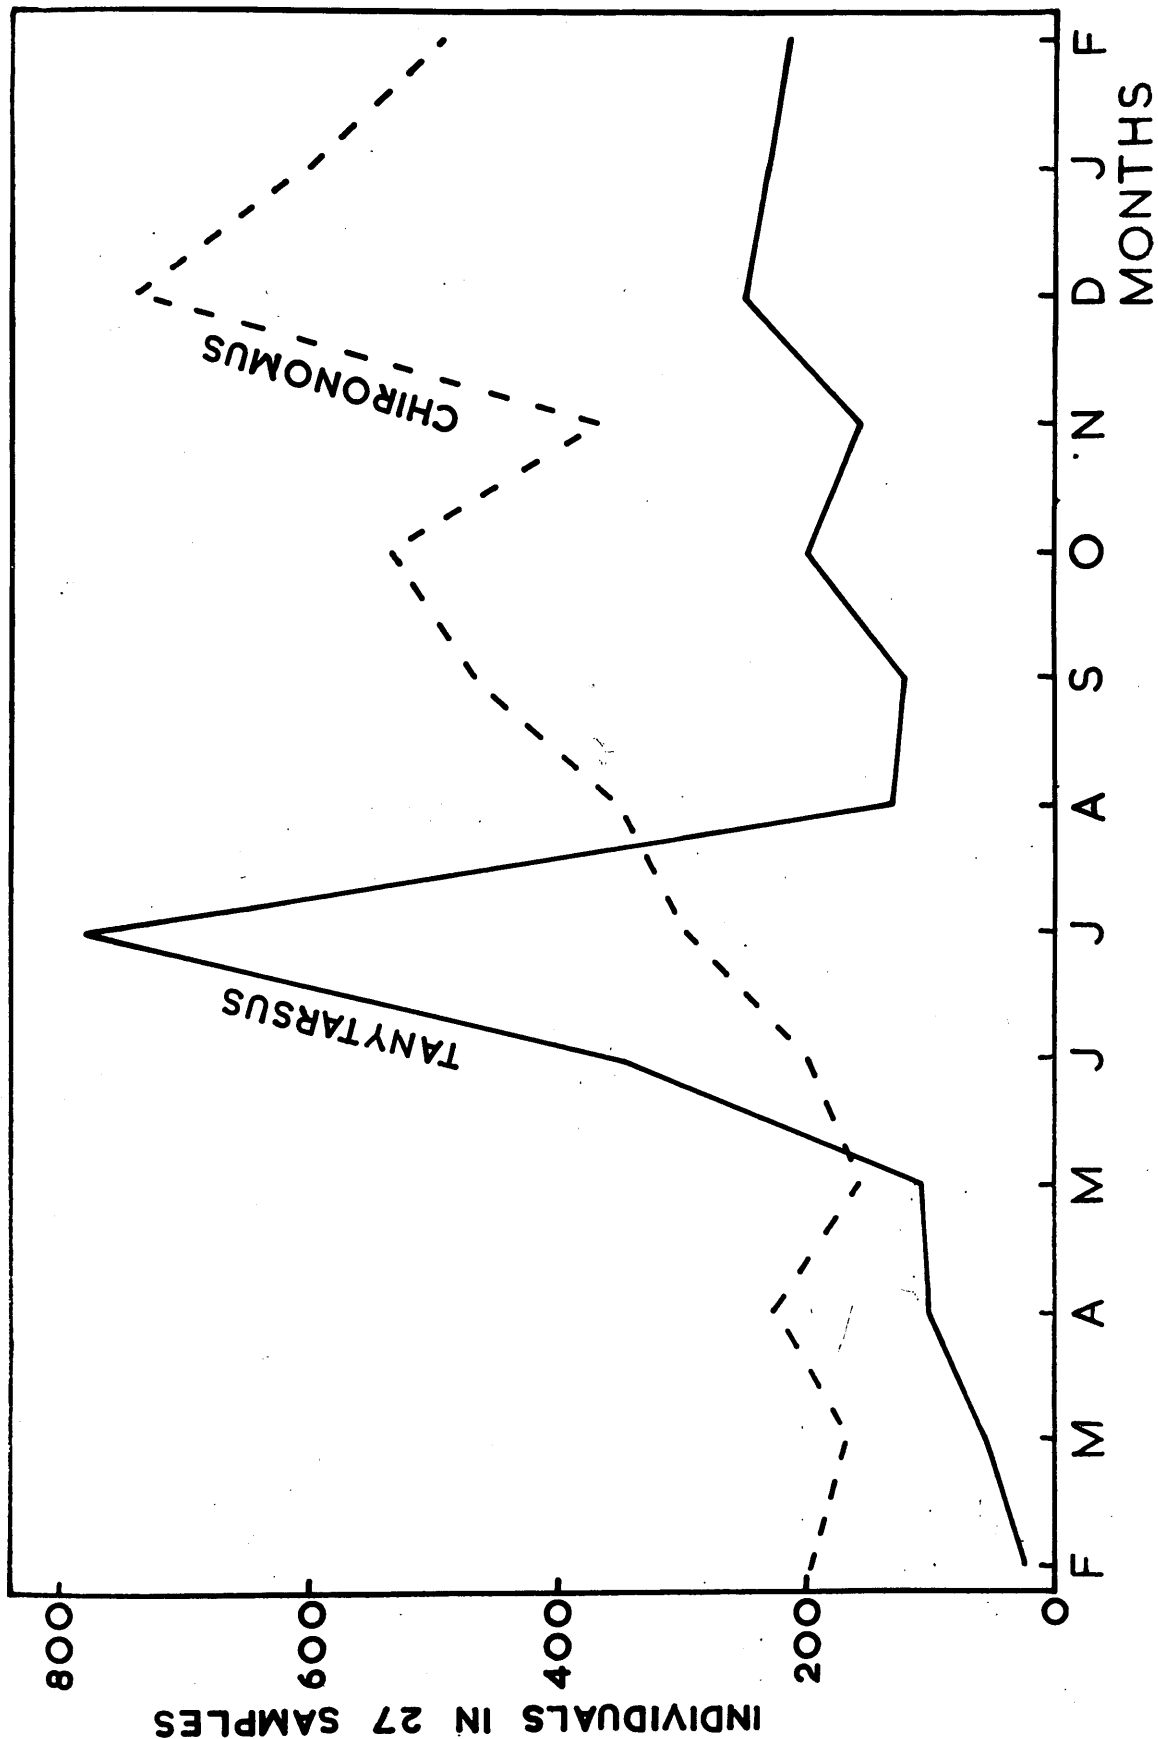 INDIVIDUALS IN 27 SAMPLES
800
600
400
200
0
TANYTARSUS
CHIRONOMUS
F M A M J J A S O N D J F
MONTHS